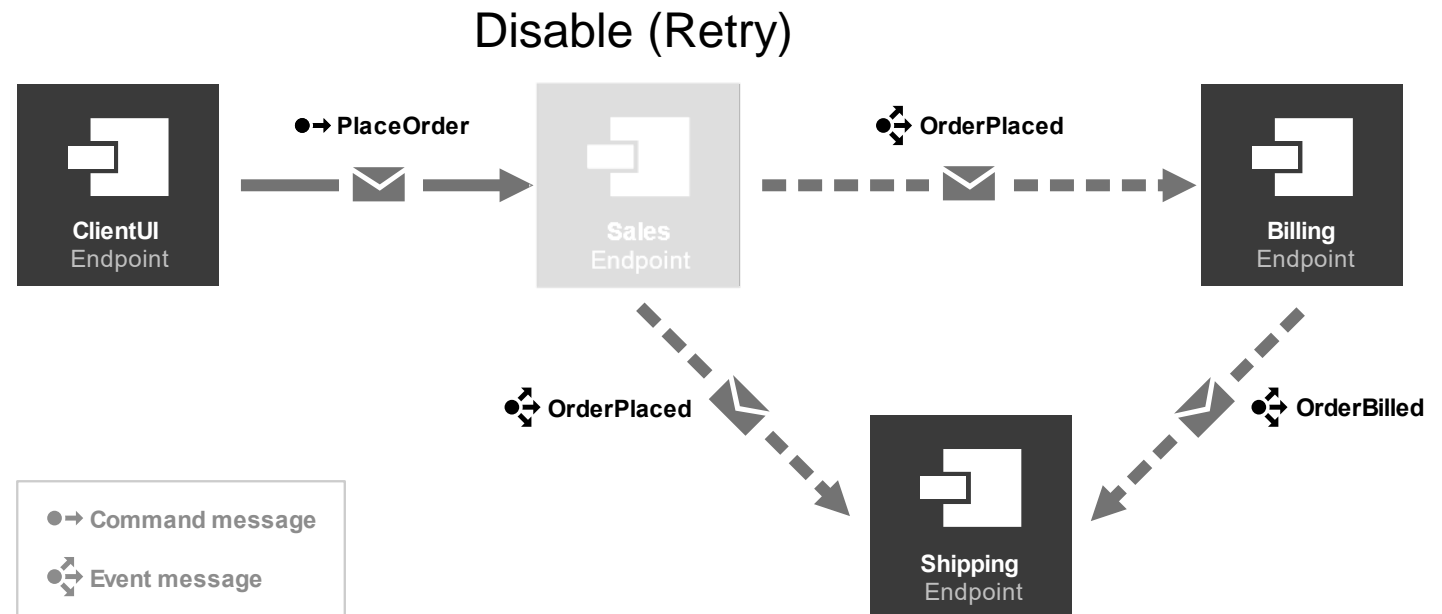 Disable (Retry)
PlaceOrder
OrderPlaced
ClientUI
Endpoint
Sales
Endpoint
Billing
Endpoint
OrderPlaced
OrderBilled
Command message
Event message
Shipping
Endpoint